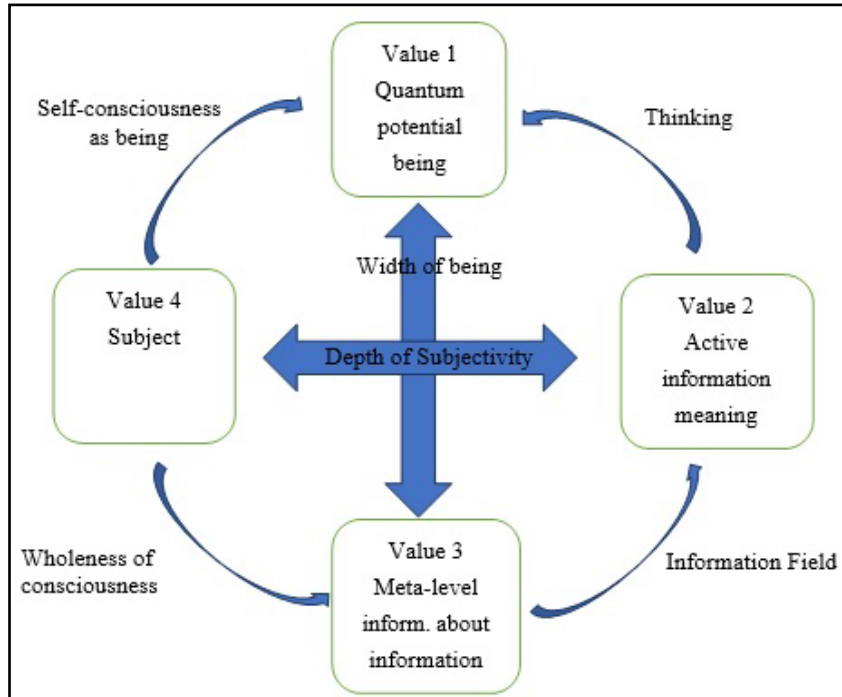 Value 1
Quantum
potential
being
Self-consciousness
as being
Thinking
Width of being
Value 4
Subject
Depth of Subjectivity
Value 2
Active
information
meaning
Value 3
Meta-level
inform. about
information
Wholeness of
consciousness
Information Field